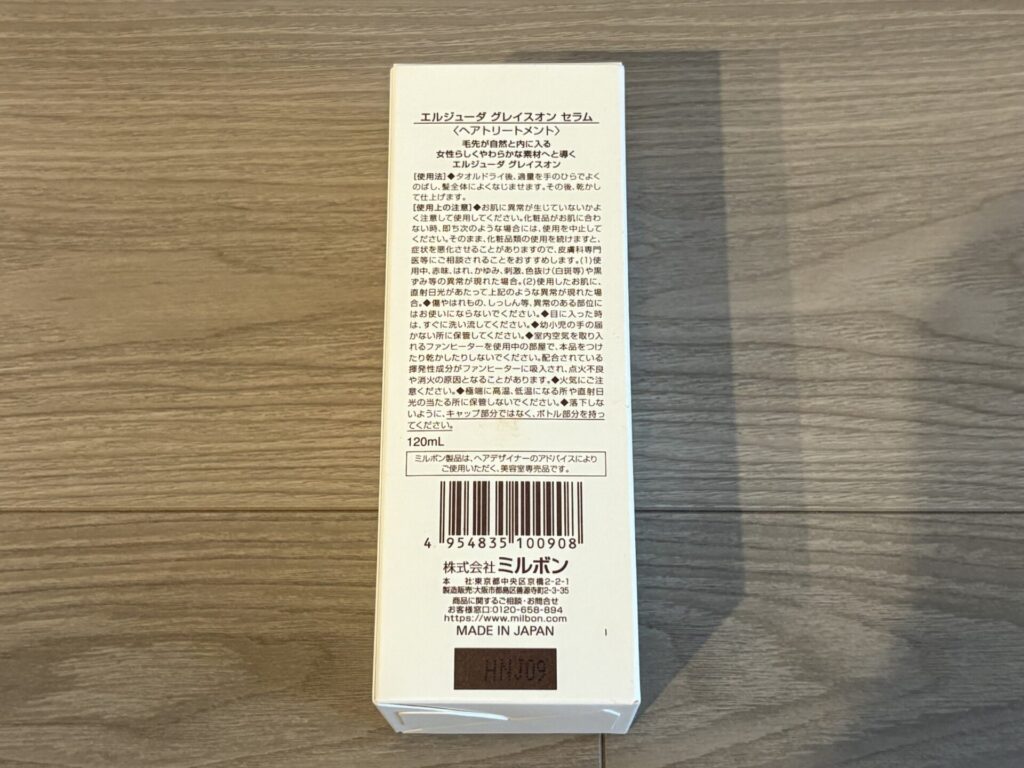 エルジューダ グレイスオン セラム
〈ヘアトリートメント〉
毛先が自然と内に入る
女性らしくやわらかな素材へと導く
エルジューダ グレイスオン
[使用法]◆タオルドライ後、適量を手のひらでよく
のばし、髪全体によくなじませます。その後、乾かし
て仕上げます。
[使用上の注意]◆お肌に異常が生じていないかよ
く注意して使用してください。化粧品がお肌に合わ
ない時、即ち次のような場合には、使用を中止して
ください。そのまま、化粧品類の使用を続けますと、
症状を悪化させることがありますので、皮膚科専門
医等にご相談されることをおすすめします。(1)使
用中、赤味、はれ、かゆみ、刺激、色抜け(白斑等)や黒
ずみ等の異常が現れた場合。(2)使用したお肌に、
直射日光があたって上記のような異常が現れた場
合。◆傷やはれもの、しっしん等、異常のある部位に
はお使いにならないでください。◆目に入った時
は、すぐに洗い流してください。◆幼小児の手の届
かない所に保管してください。◆室内空気を取り入
れるファンヒーターを使用中の部屋で、本品をつけ
たり乾かしたりしないでください。配合されている
揮発性成分がファンヒーターに吸入され、点火不良
や消火の原因となることがあります。◆火気にご注
意ください。◆極端に高温、低温になる所や直射日
光の当たる所に保管しないでください。◆落下しな
いように、キャップ部分ではなく、ボトル部分を持っ
てください。
120mL
ミルボン製品は、ヘアデザイナーのアドバイスにより
ご使用いただく、美容室専売品です。
4 954835 100908
株式会社 ミルボン
本 社:東京都中央区京橋2-2-1
製造販売:大阪市都島区善源寺町2-3-35
商品に関するご相談・お問合せ
お客様窓口:0120-658-894
https://www.milbon.com
MADE IN JAPAN
HNJ09